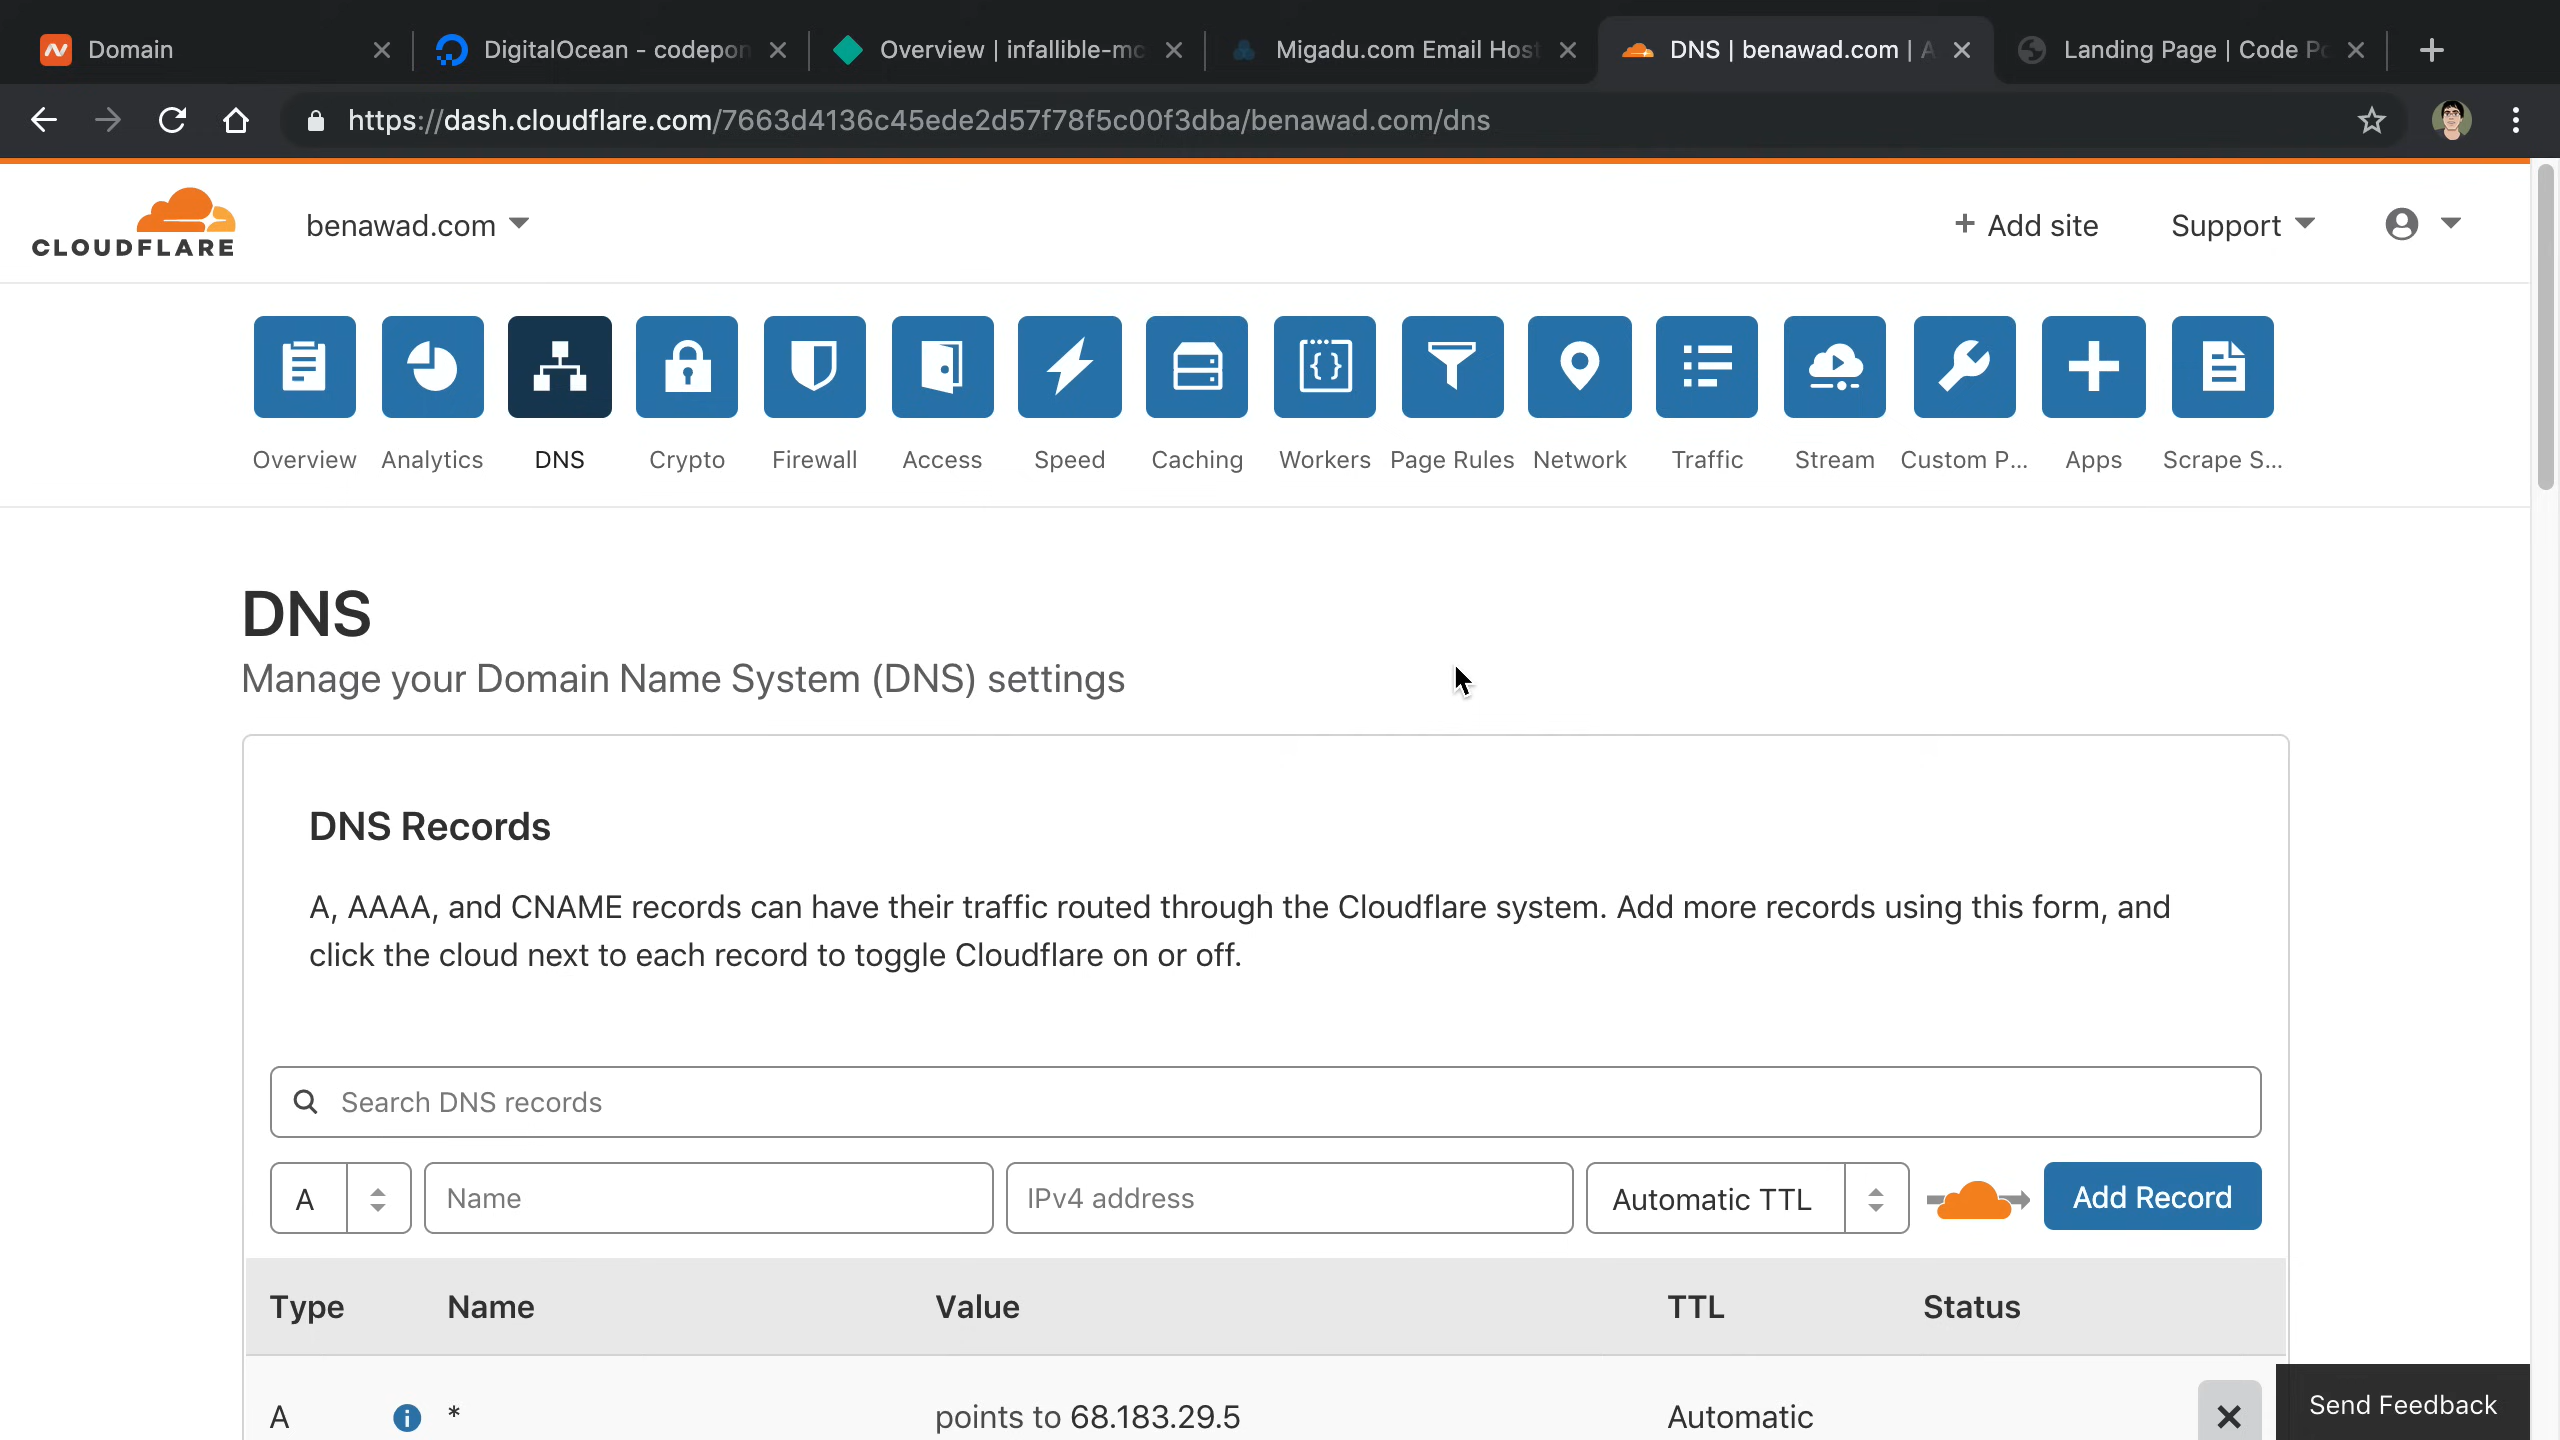 Domain
DigitalOcean - codepon
Overview | infallible-mc
Migadu.com Email Host
DNS | benawad.com | A
Landing Page | Code Po
https://dash.cloudflare.com/7663d4136c45ede2d57f78f5c00f3dba/benawad.com/dns
CLOUDFLARE
benawad.com
+ Add site
Support
Overview
Analytics
DNS
Crypto
Firewall
Access
Speed
Caching
Workers
Page Rules
Network
Traffic
Stream
Custom P...
Apps
Scrape S...
DNS
Manage your Domain Name System (DNS) settings
DNS Records
A, AAAA, and CNAME records can have their traffic routed through the Cloudflare system. Add more records using this form, and
click the cloud next to each record to toggle Cloudflare on or off.
Search DNS records
A
Name
IPv4 address
Automatic TTL
Add Record
Type Name Value TTL Status
A * points to 68.183.29.5 Automatic
Send Feedback